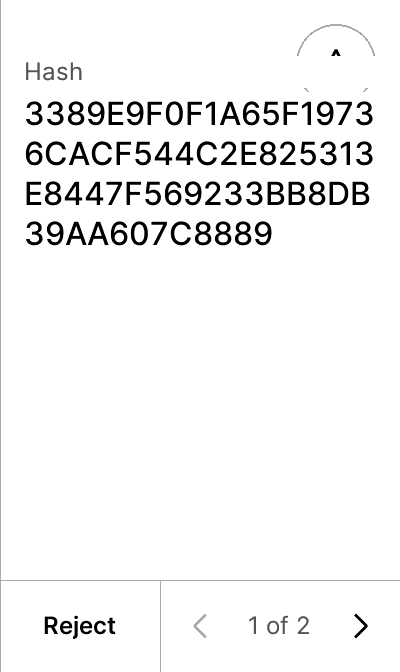 Hash
3389E9F0F1A65F1973
6CACF544C2E825313
E8447F569233BB8DB
39AA607C8889
Reject
1 of 2